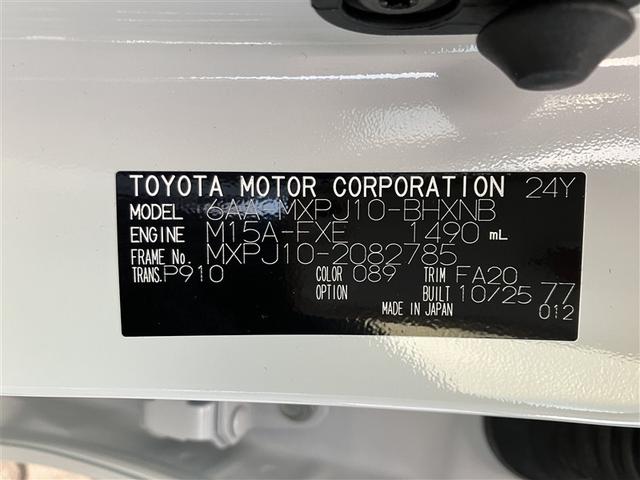 TOYOTA MOTOR CORPORATION 24Y
MODEL 6AA-MXPJ10-BHXNB
ENGINE M15A-FXE 1490 mL
FRAME No. MXPJ10-2082785
TRANS. P910 COLOR 089 TRIM FA20
OPTION BUILT 10/25 77
MADE IN JAPAN 012